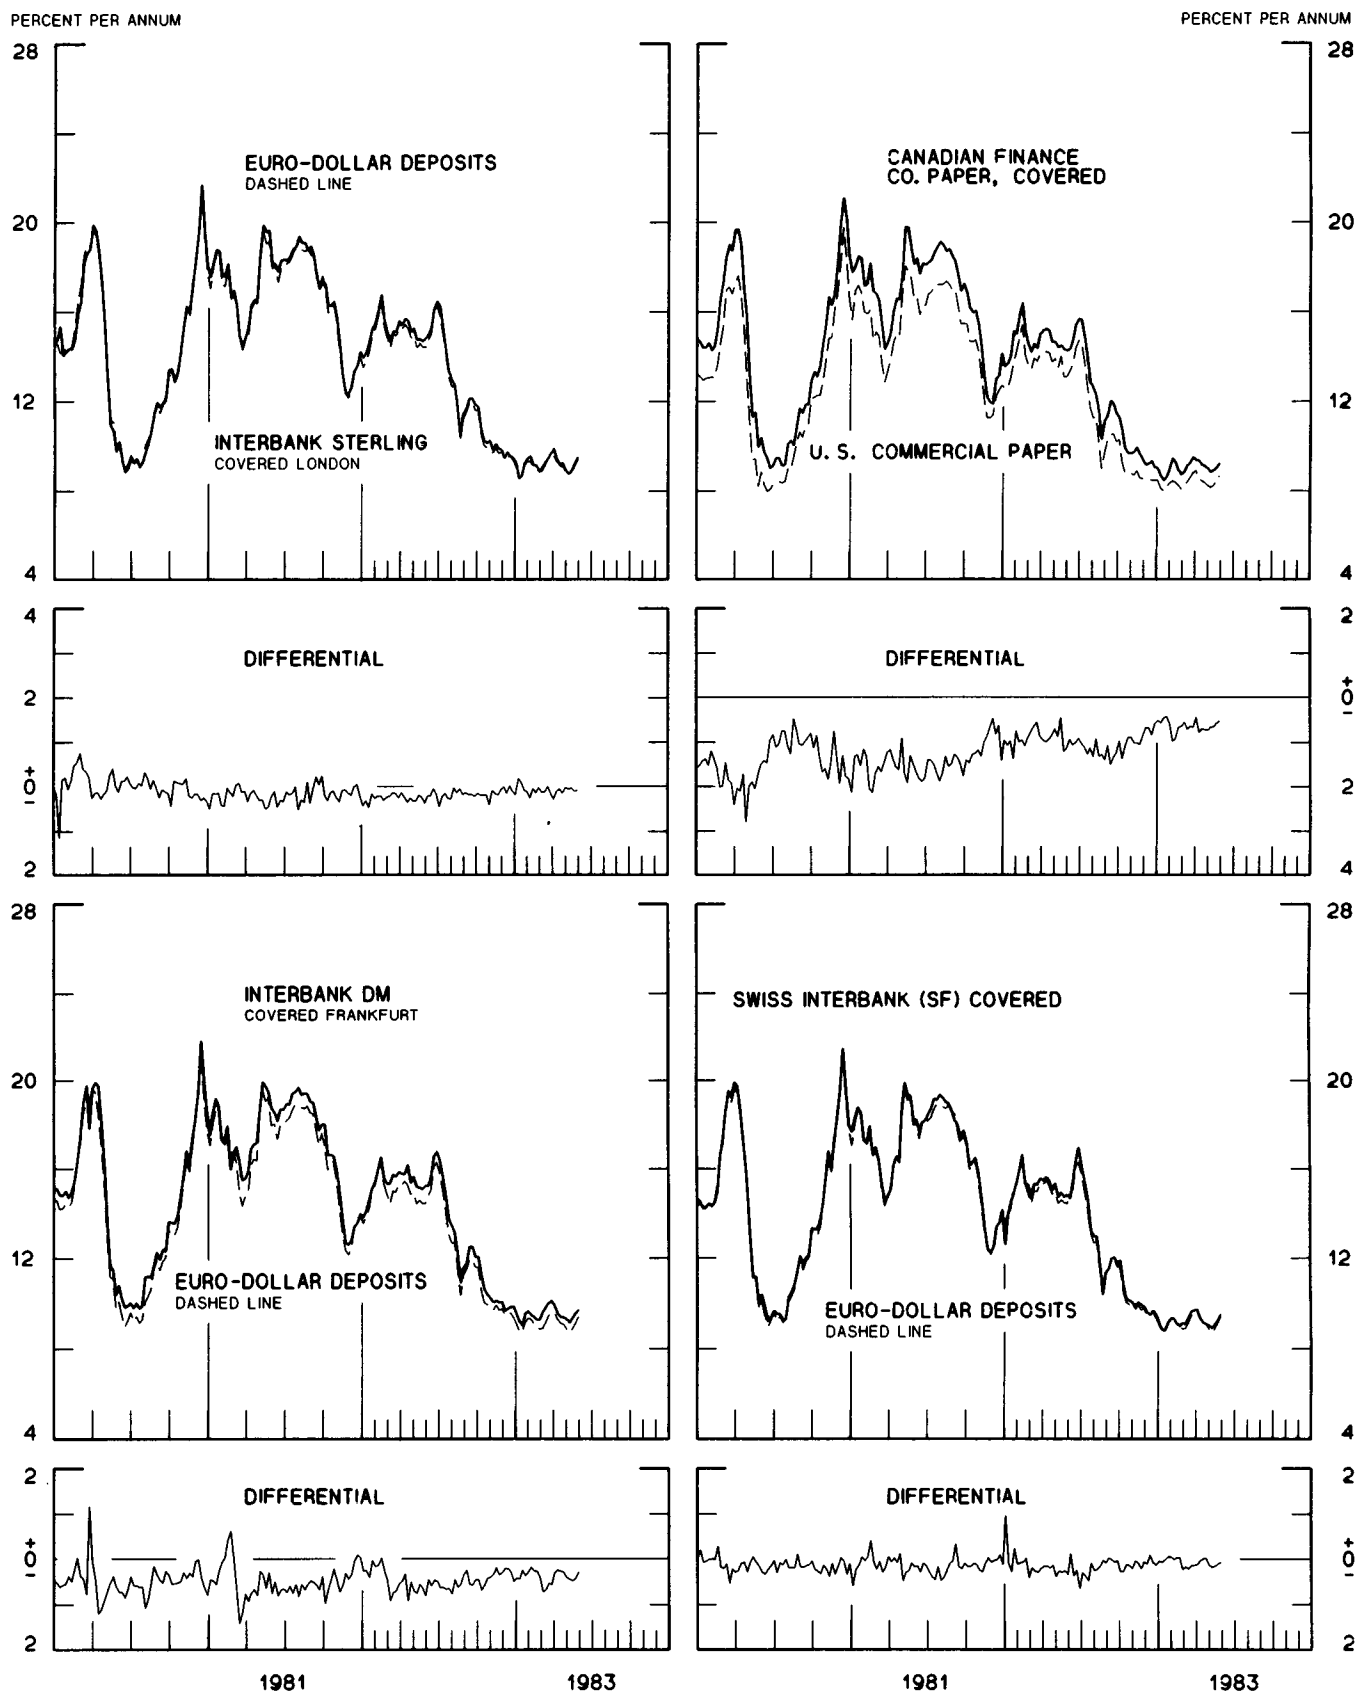 PERCENT PER ANNUM
PERCENT PER ANNUM
28
28
EURO-DOLLAR DEPOSITS
DASHED LINE
CANADIAN FINANCE
CO. PAPER, COVERED
20
20
12
12
INTERBANK STERLING
COVERED LONDON
U. S. COMMERCIAL PAPER
4
4
4
2
DIFFERENTIAL
DIFFERENTIAL
2
+
0
-
+
0
-
2
2
4
28
28
INTERBANK DM
COVERED FRANKFURT
SWISS INTERBANK (SF) COVERED
20
20
12
12
EURO-DOLLAR DEPOSITS
DASHED LINE
EURO-DOLLAR DEPOSITS
DASHED LINE
4
4
2
2
DIFFERENTIAL
DIFFERENTIAL
+
0
-
+
0
-
2
2
1981
1983
1981
1983